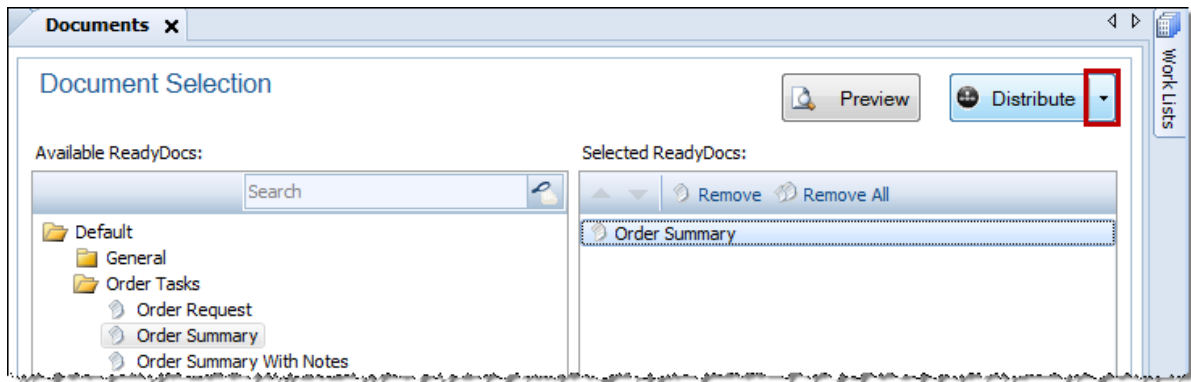 Documents
Work Lists
Document Selection
Preview
Distribute
Available ReadyDocs:
Selected ReadyDocs:
Search
Remove
Remove All
Default
Order Summary
General
Order Tasks
Order Request
Order Summary
Order Summary With Notes